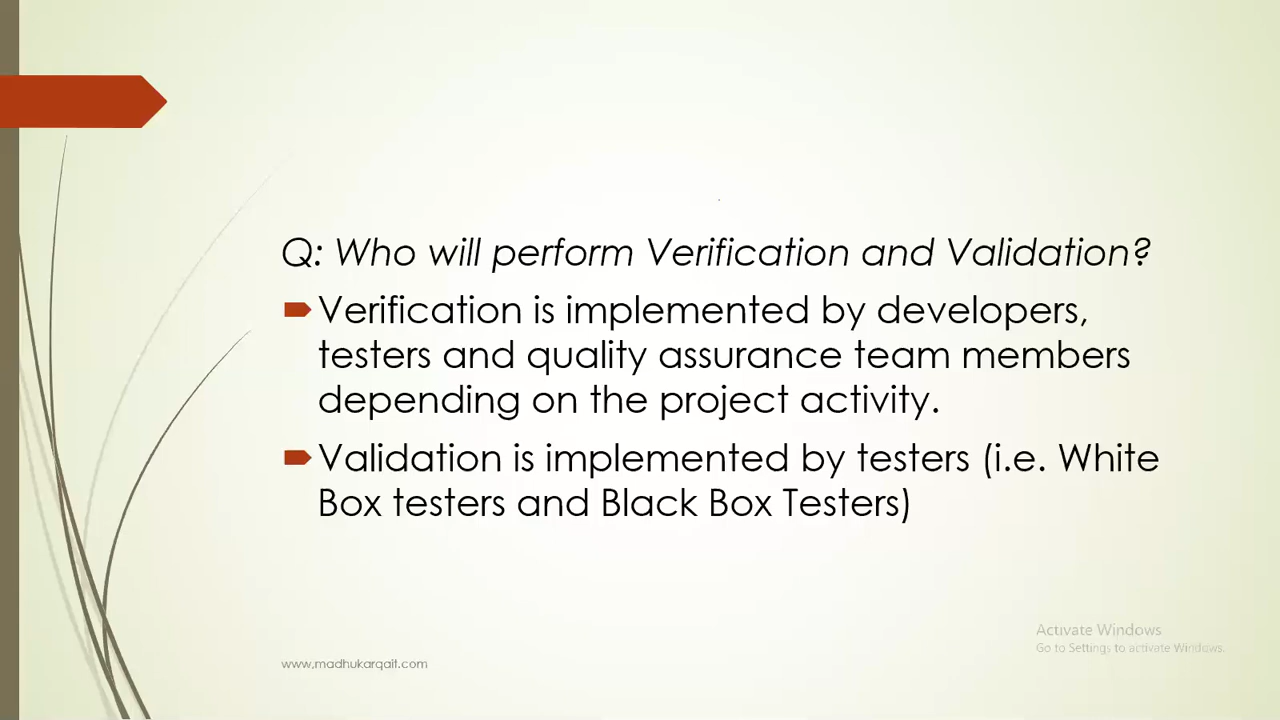 Q: Who will perform Verification and Validation?
Verification is implemented by developers,
testers and quality assurance team members
depending on the project activity.
Validation is implemented by testers (i.e. White
Box testers and Black Box Testers)
Activate Windows
Go to Settings to activate Windows.
www.madhukarqait.com